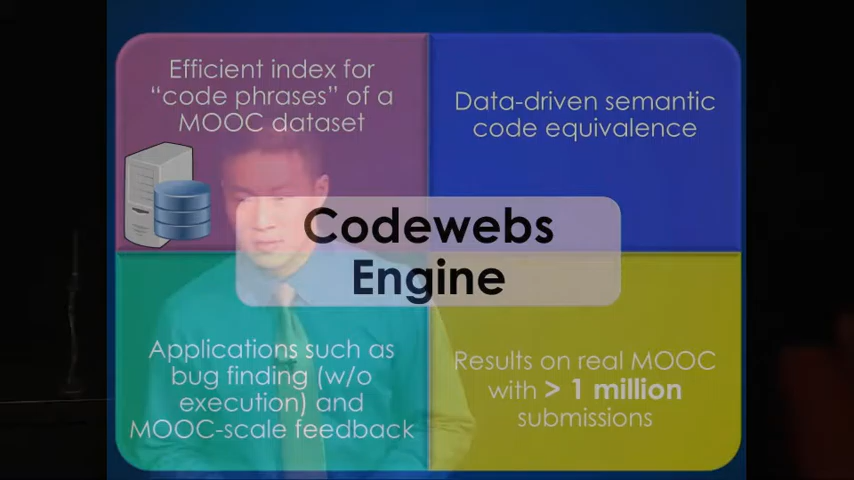 Efficient index for
“code phrases” of a
MOOC dataset
Data-driven semantic
code equivalence
Codewebs
Engine
Applications such as
bug finding (w/o
execution) and
MOOC-scale feedback
Results on real MOOC
with > 1 million
submissions